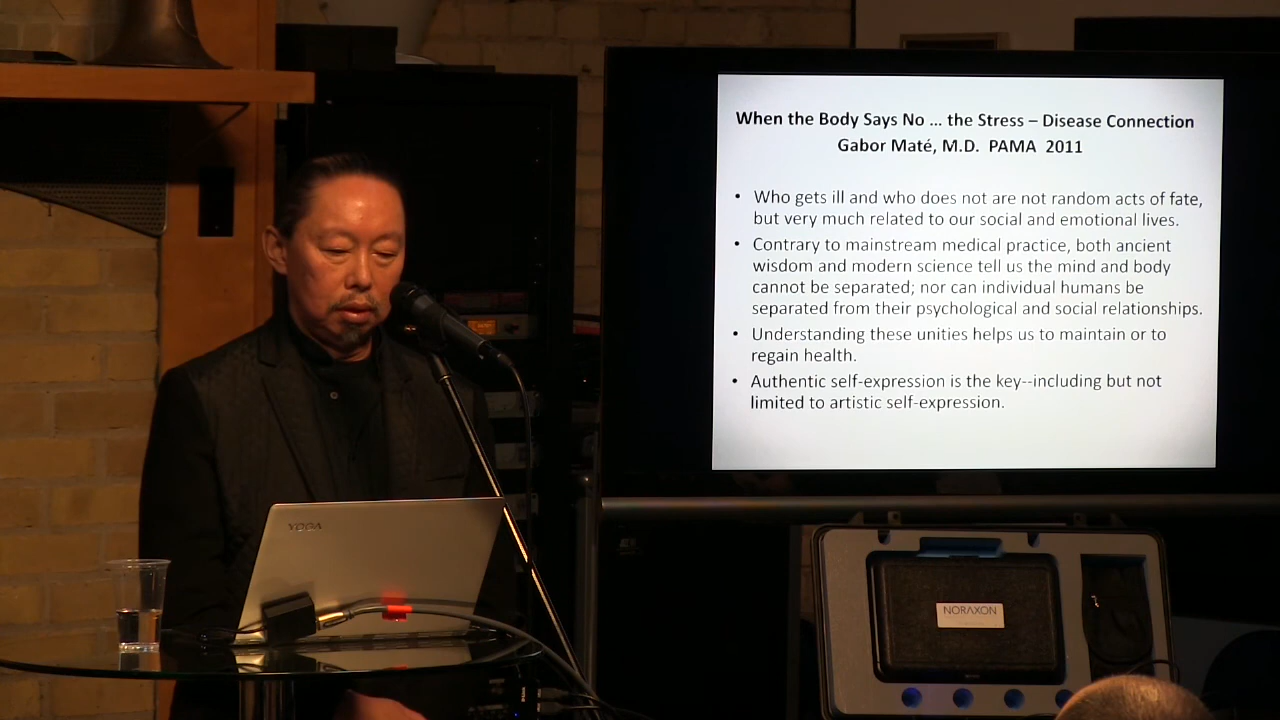 When the Body Says No ... the Stress – Disease Connection
Gabor Maté, M.D. PAMA 2011
• Who gets ill and who does not are not random acts of fate,
but very much related to our social and emotional lives.
• Contrary to mainstream medical practice, both ancient
wisdom and modern science tell us the mind and body
cannot be separated; nor can individual humans be
separated from their psychological and social relationships.
• Understanding these unities helps us to maintain or to
regain health.
• Authentic self-expression is the key--including but not
limited to artistic self-expression.
YOGA
NORAXON